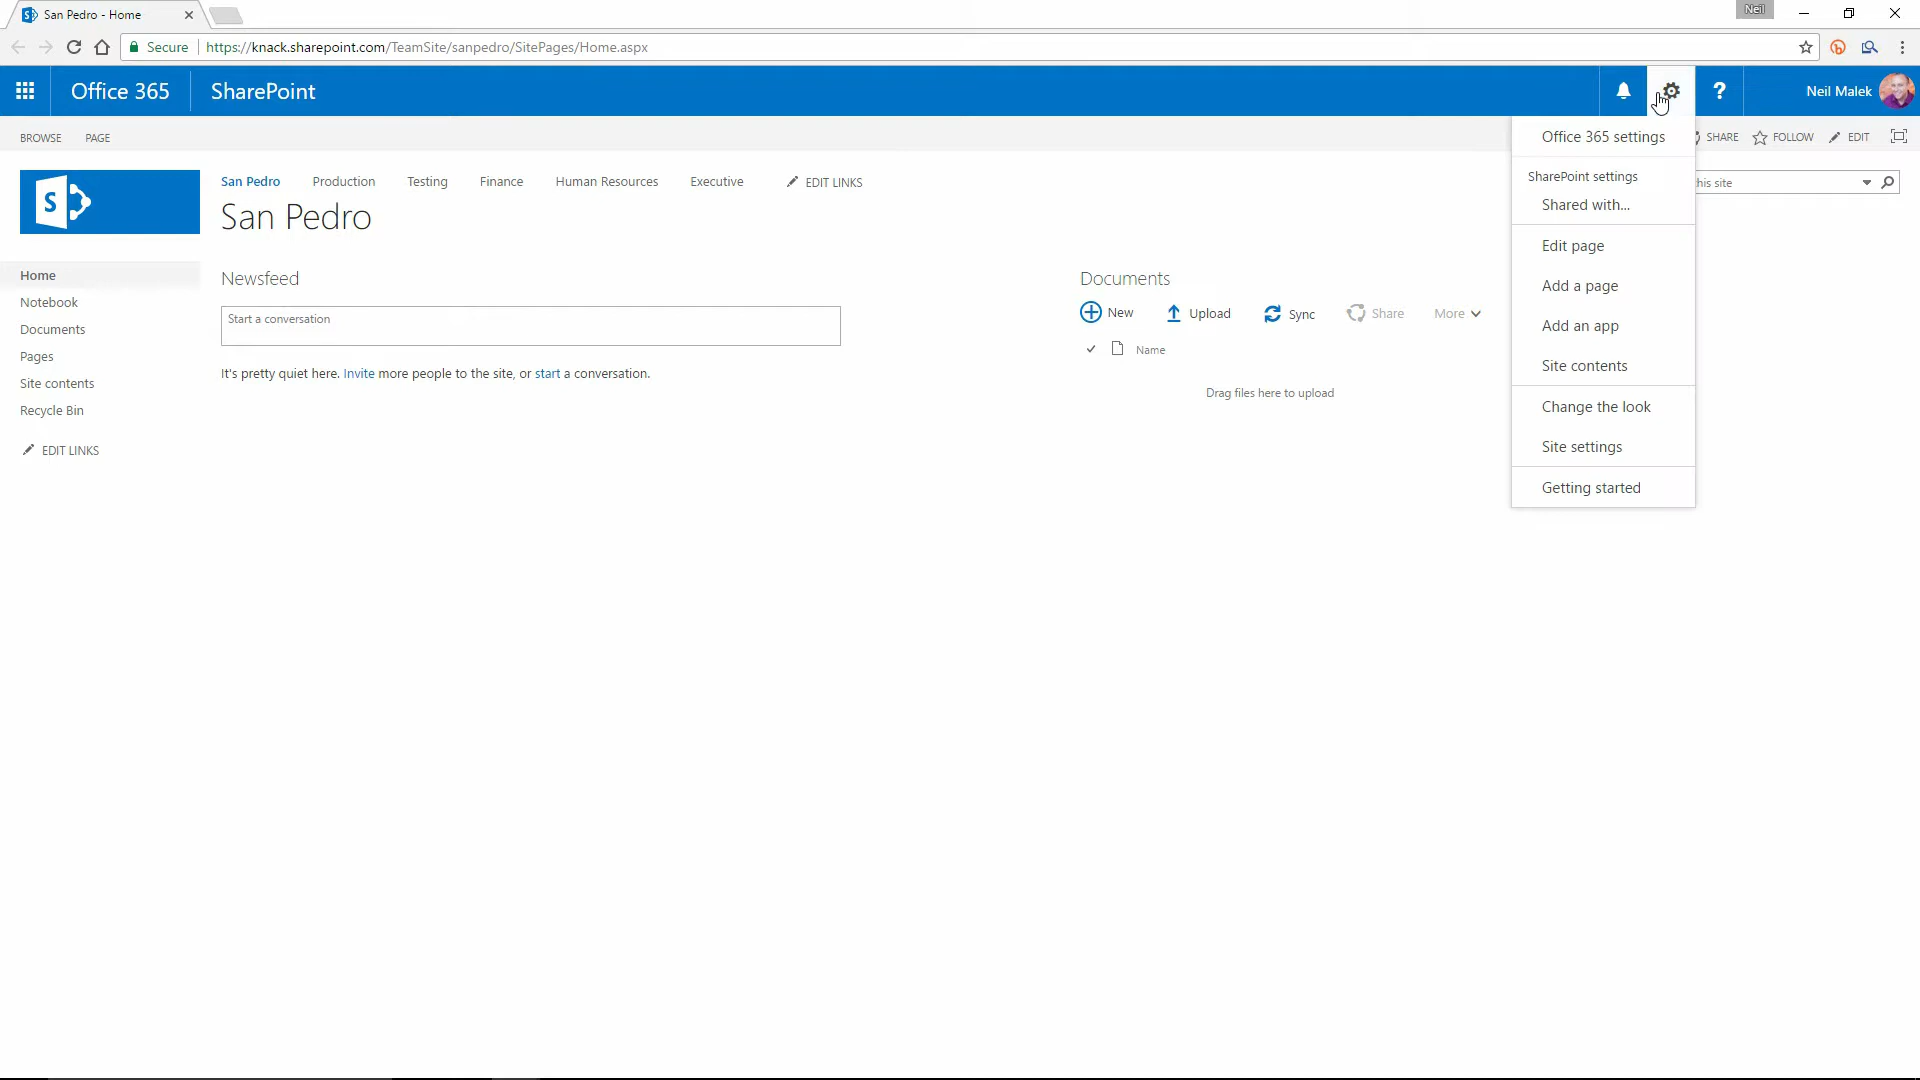 San Pedro - Home
Neil
Secure https://knack.sharepoint.com/TeamSite/sanpedro/SitePages/Home.aspx
Office 365 SharePoint ? Neil Malek
BROWSE PAGE SHARE FOLLOW EDIT
San Pedro Production Testing Finance Human Resources Executive EDIT LINKS
San Pedro
this site
Home
Notebook
Documents
Pages
Site contents
Recycle Bin
EDIT LINKS
Newsfeed
Start a conversation
It's pretty quiet here. Invite more people to the site, or start a conversation.
Documents
New Upload Sync Share More
Name
Drag files here to upload
Office 365 settings
SharePoint settings
Shared with...
Edit page
Add a page
Add an app
Site contents
Change the look
Site settings
Getting started